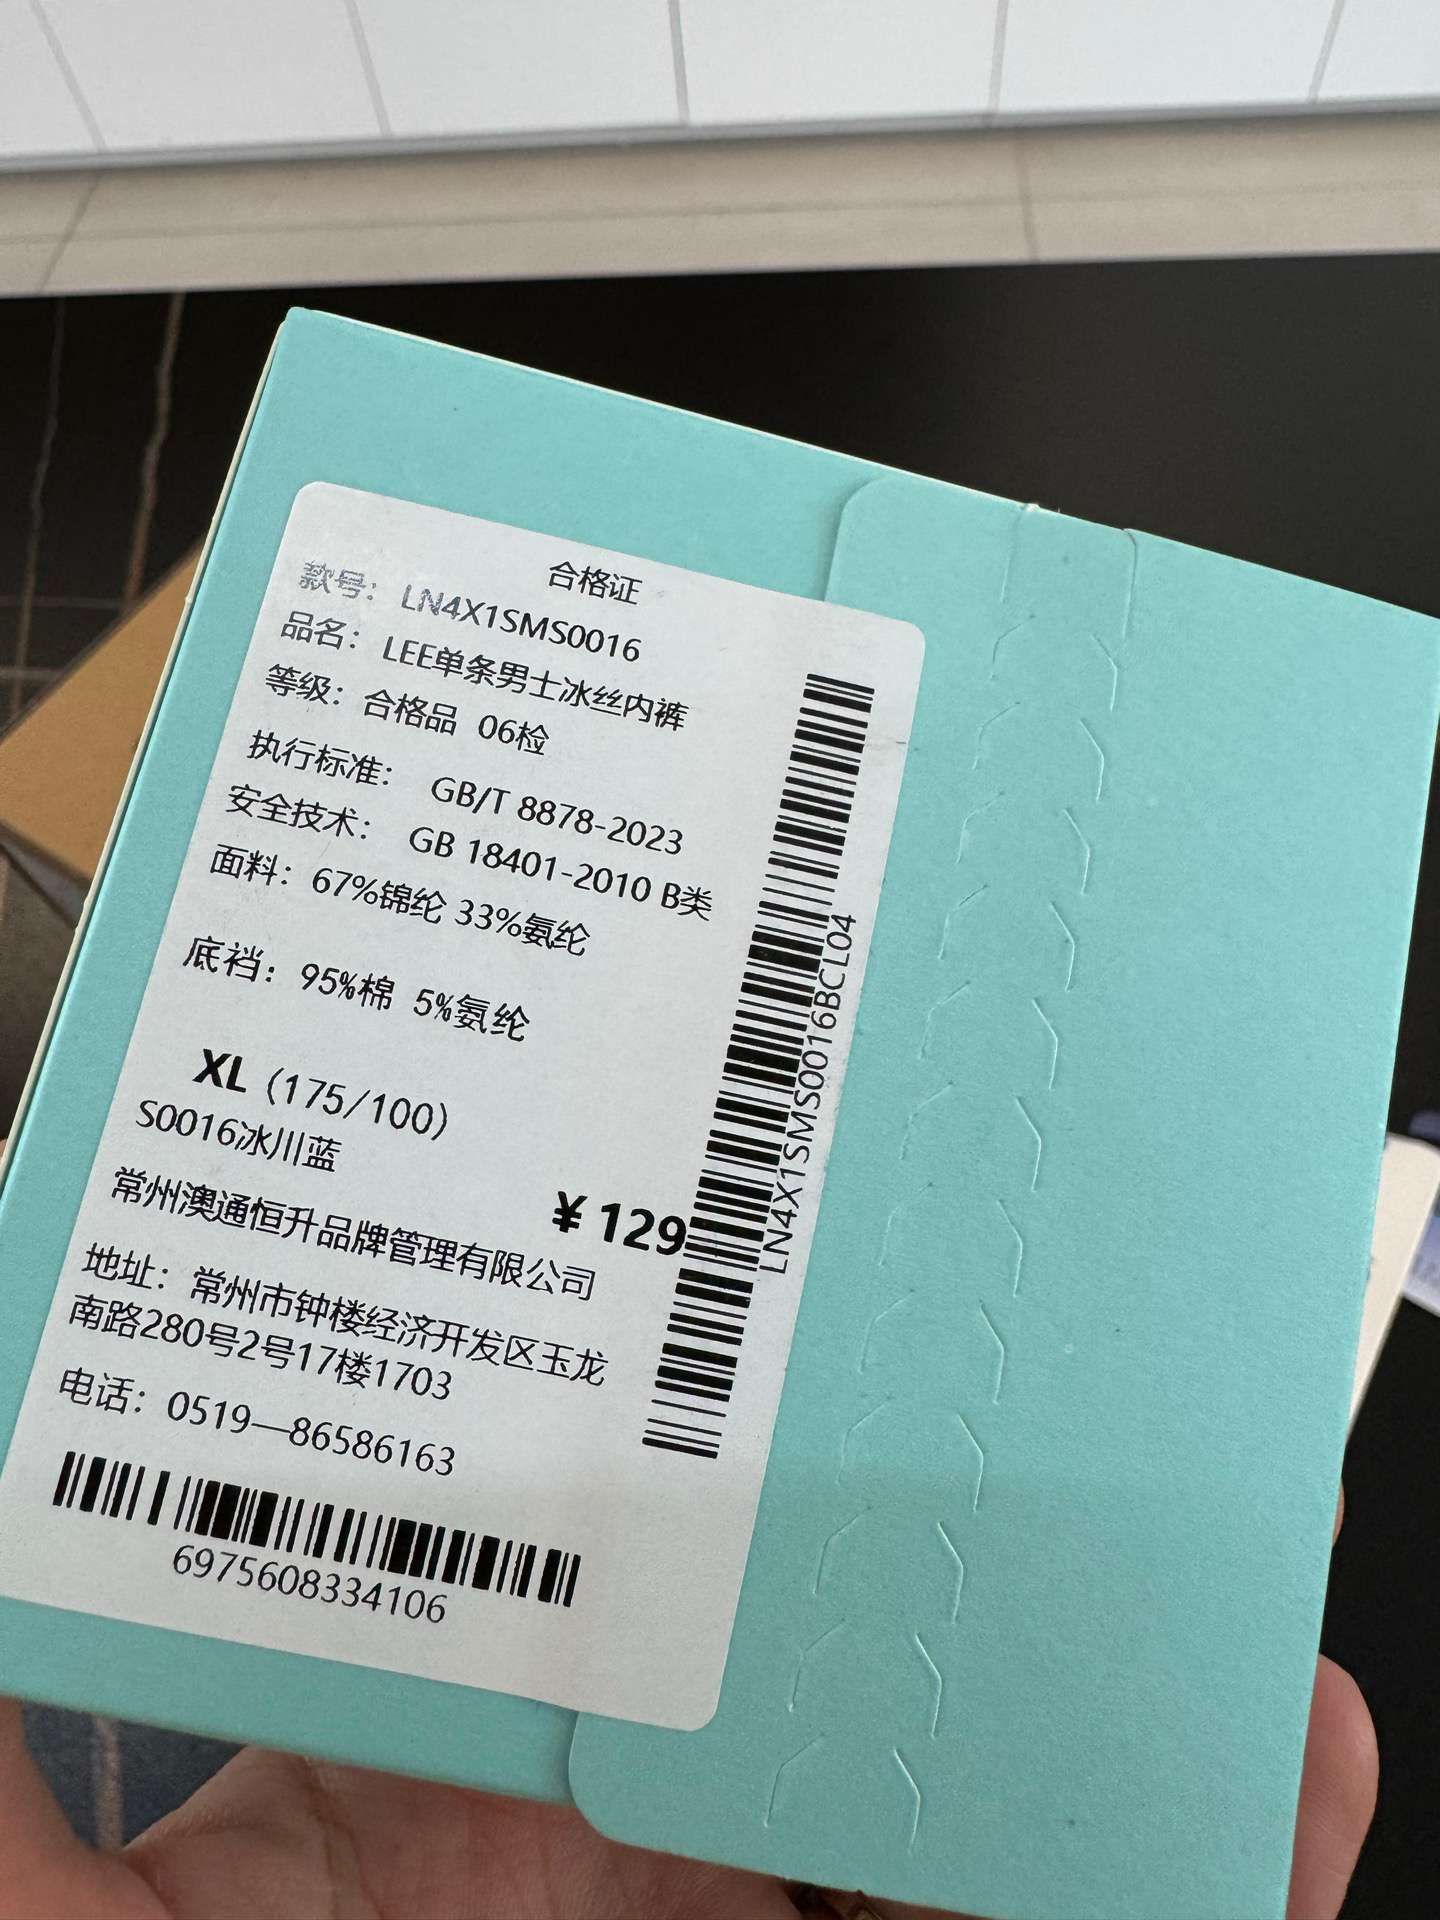 合格证
款号： LN4X1SMS0016
品名： LEE单条男士冰丝内裤
等级： 合格品 06检
执行标准： GB/T 8878-2023
安全技术： GB 18401-2010 B类
面料： 67%锦纶 33%氨纶
底裆： 95%棉 5%氨纶
XL (175/100)
S0016冰川蓝
¥129
常州澳通恒升品牌管理有限公司
地址： 常州市钟楼经济开发区玉龙
南路280号2号17楼1703
电话： 0519—86586163
6975608334106
LN4X1SMS0016BCL04